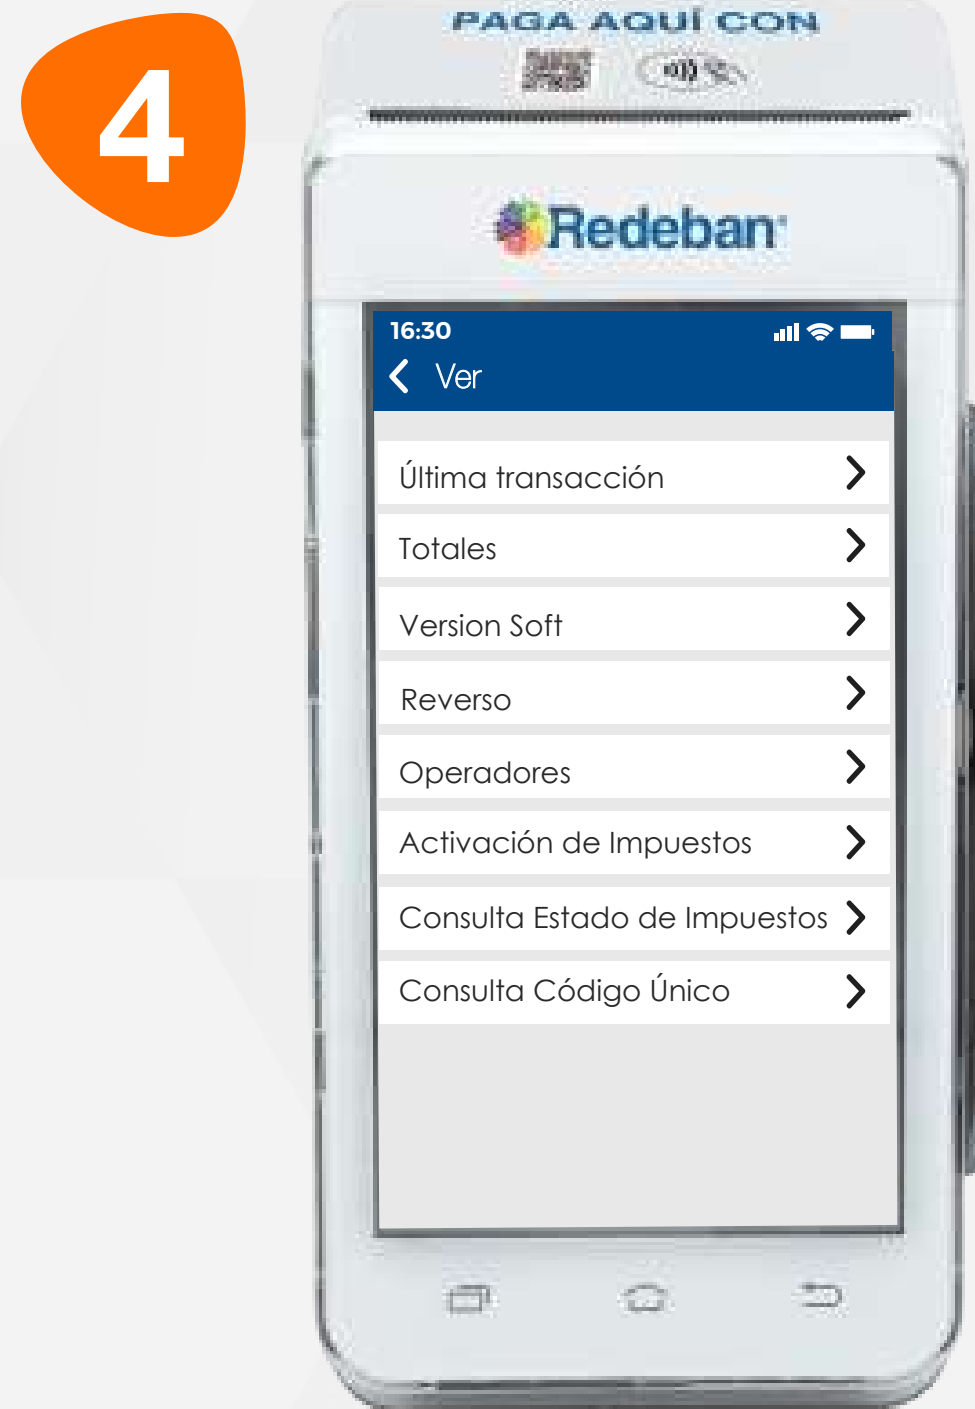 4
PAGA AQUÍ CON
Redeban
16:30
Ver
Última transacción
Totales
Version Soft
Reverso
Operadores
Activación de Impuestos
Consulta Estado de Impuestos
Consulta Código Único